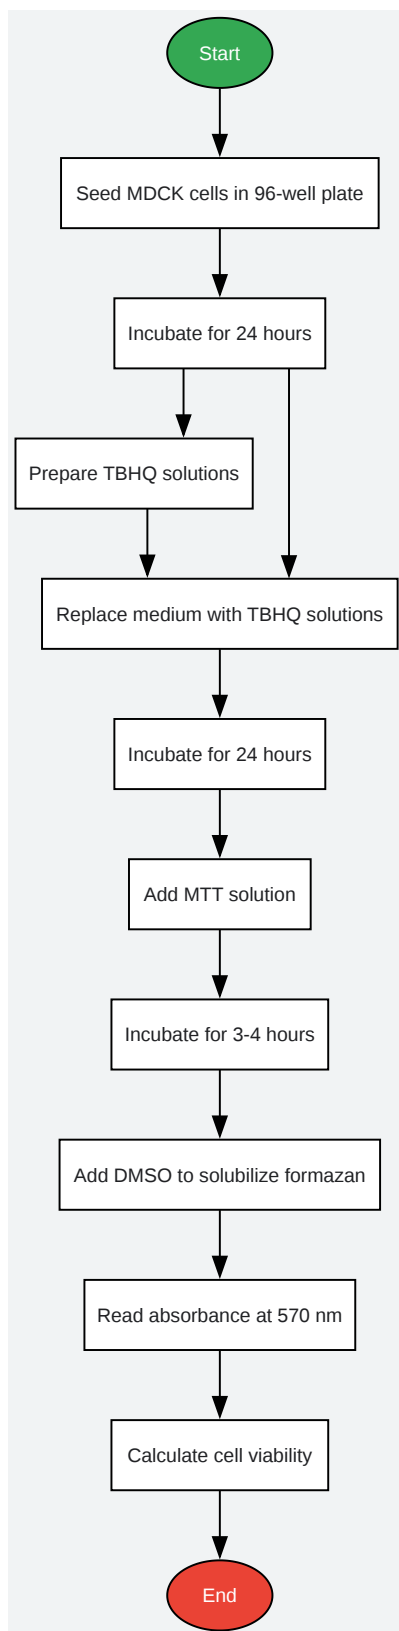 Start
Seed MDCK cells in 96-well plate
Incubate for 24 hours
Prepare TBHQ solutions
Replace medium with TBHQ solutions
Incubate for 24 hours
Add MTT solution
Incubate for 3-4 hours
Add DMSO to solubilize formazan
Read absorbance at 570 nm
Calculate cell viability
End